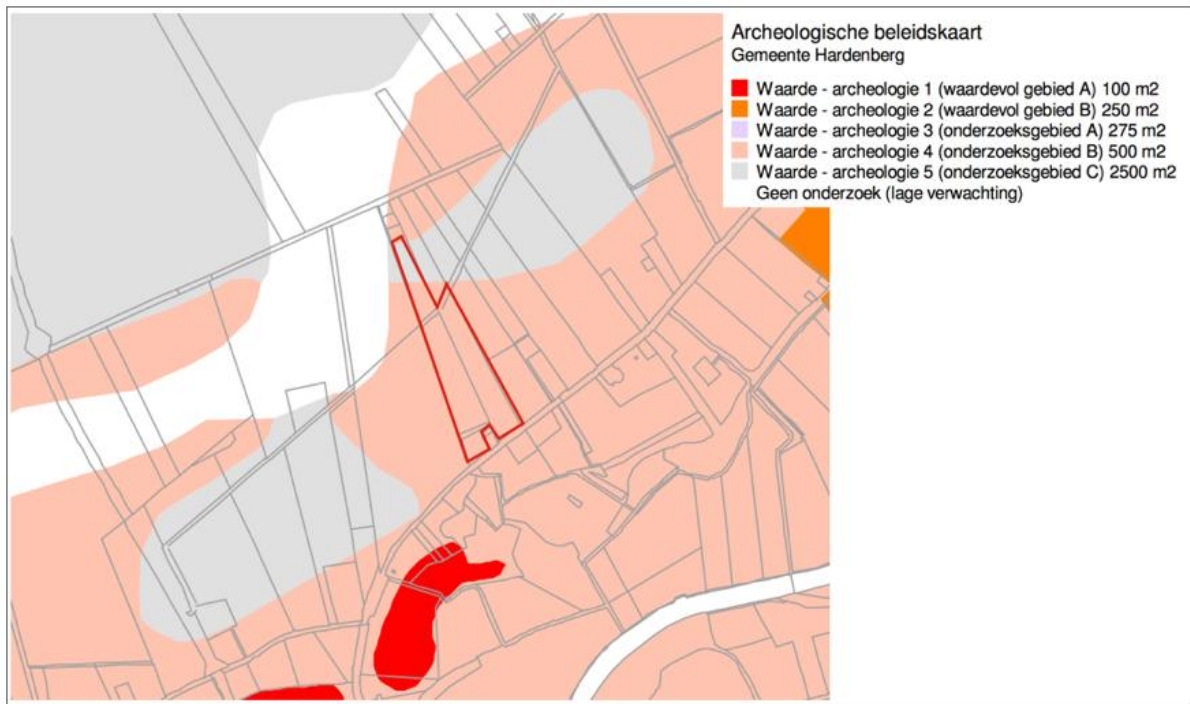 Archeologische beleidskaart
Gemeente Hardenberg
Waarde - archeologie 1 (waardevol gebied A) 100 m2
Waarde - archeologie 2 (waardevol gebied B) 250 m2
Waarde - archeologie 3 (onderzoeksgebied A) 275 m2
Waarde - archeologie 4 (onderzoeksgebied B) 500 m2
Waarde - archeologie 5 (onderzoeksgebied C) 2500 m2
Geen onderzoek (lage verwachting)